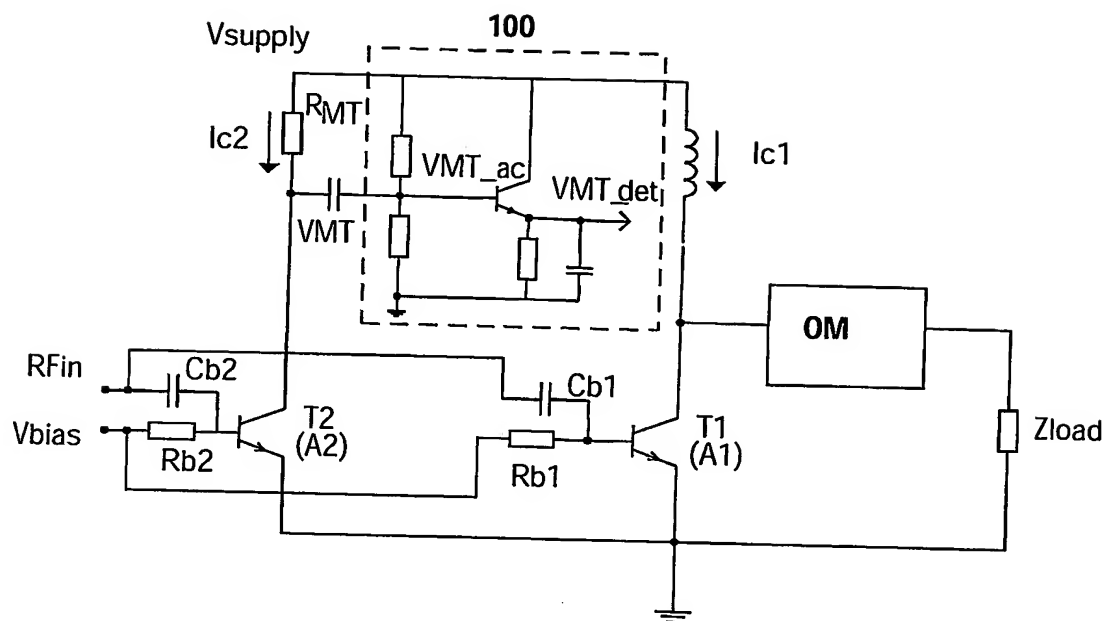 100
Vsupply
RMT
Ic2
VMT_ac
VMT_det
Ic1
VMT
OM
RFin
Cb2
Cb1
Vbias
T2
(A2)
T1
(A1)
Zload
Rb2
Rb1